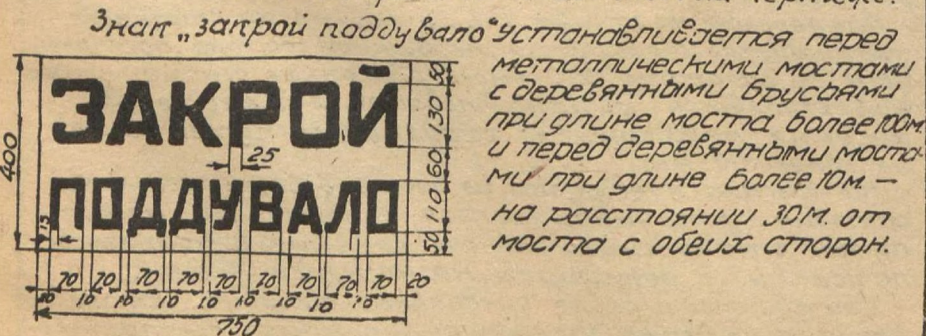 чертеже.
Знак „закрой поддувало“ устанавливается перед
металлическими мостами
с деревянными брусьями
при длине моста более 100м.
и перед деревянными моста-
ми при длине более 10м. —
на расстоянии 30м. от
моста с обеих сторон.
ЗАКРОЙ
ПОДДУВАЛО
400
50
130
60
110
50
25
15
70 70 70 70 70 70 70 70 70 20
10 10 10 10 10 10 10 10
750